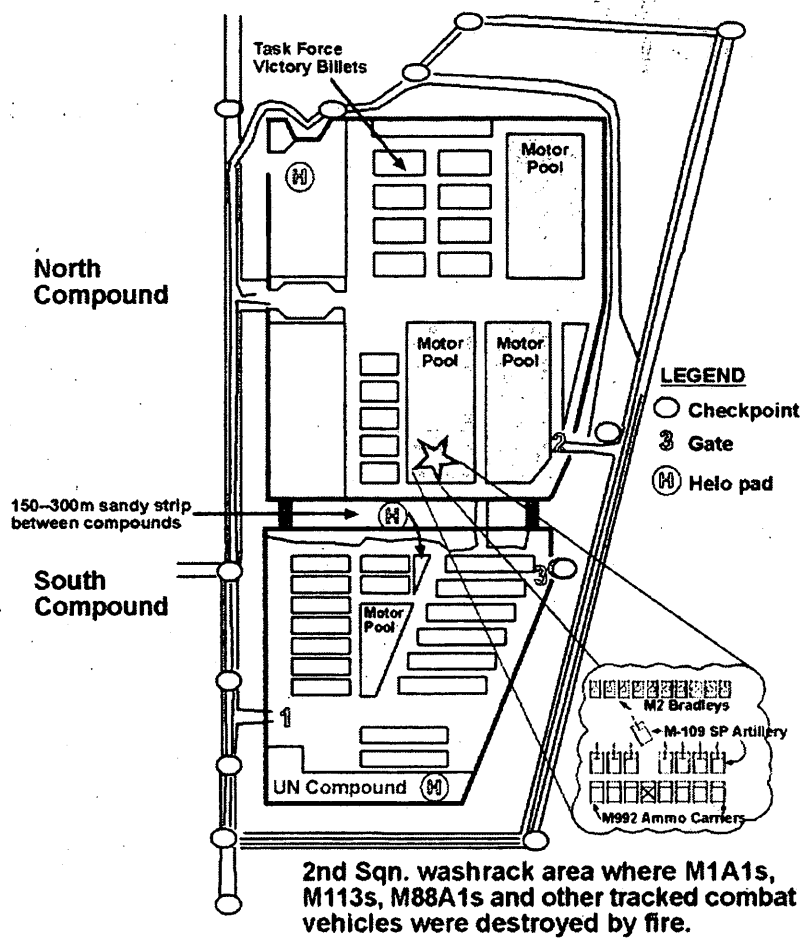 Task Force
Victory Billets
Motor
Pool
H
North
Compound
Motor
Pool
Motor
Pool
LEGEND
Checkpoint
3 Gate
H Helo pad
2
150--300m sandy strip
between compounds
H
South
Compound
3
Motor
Pool
1
M2 Bradleys
M-109 SP Artillery
UN Compound H
M992 Ammo Carriers
2nd Sqn. washrack area where M1A1s,
M113s, M88A1s and other tracked combat
vehicles were destroyed by fire.